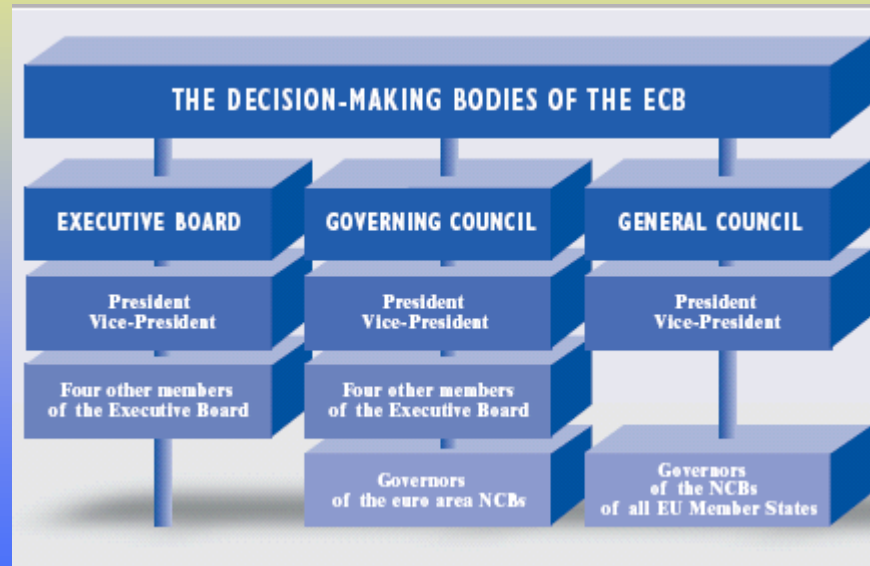 THE DECISION-MAKING BODIES OF THE ECB
EXECUTIVE BOARD
President
Vice-President
Four other members
of the Executive Board
GOVERNING COUNCIL
President
Vice-President
Four other members
of the Executive Board
Governors
of the euro area NCBs
GENERAL COUNCIL
President
Vice-President
Governors
of the NCBs
of all EU Member States